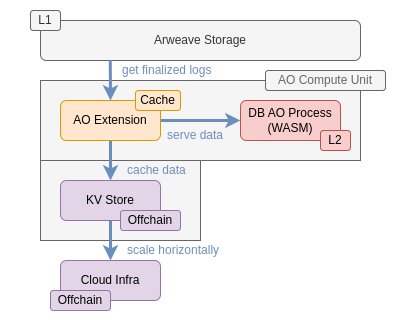 L1
Arweave Storage
get finalized logs
AO Compute Unit
Cache
AO Extension
serve data
DB AO Process
(WASM)
L2
cache data
KV Store
Offchain
scale horizontally
Cloud Infra
Offchain